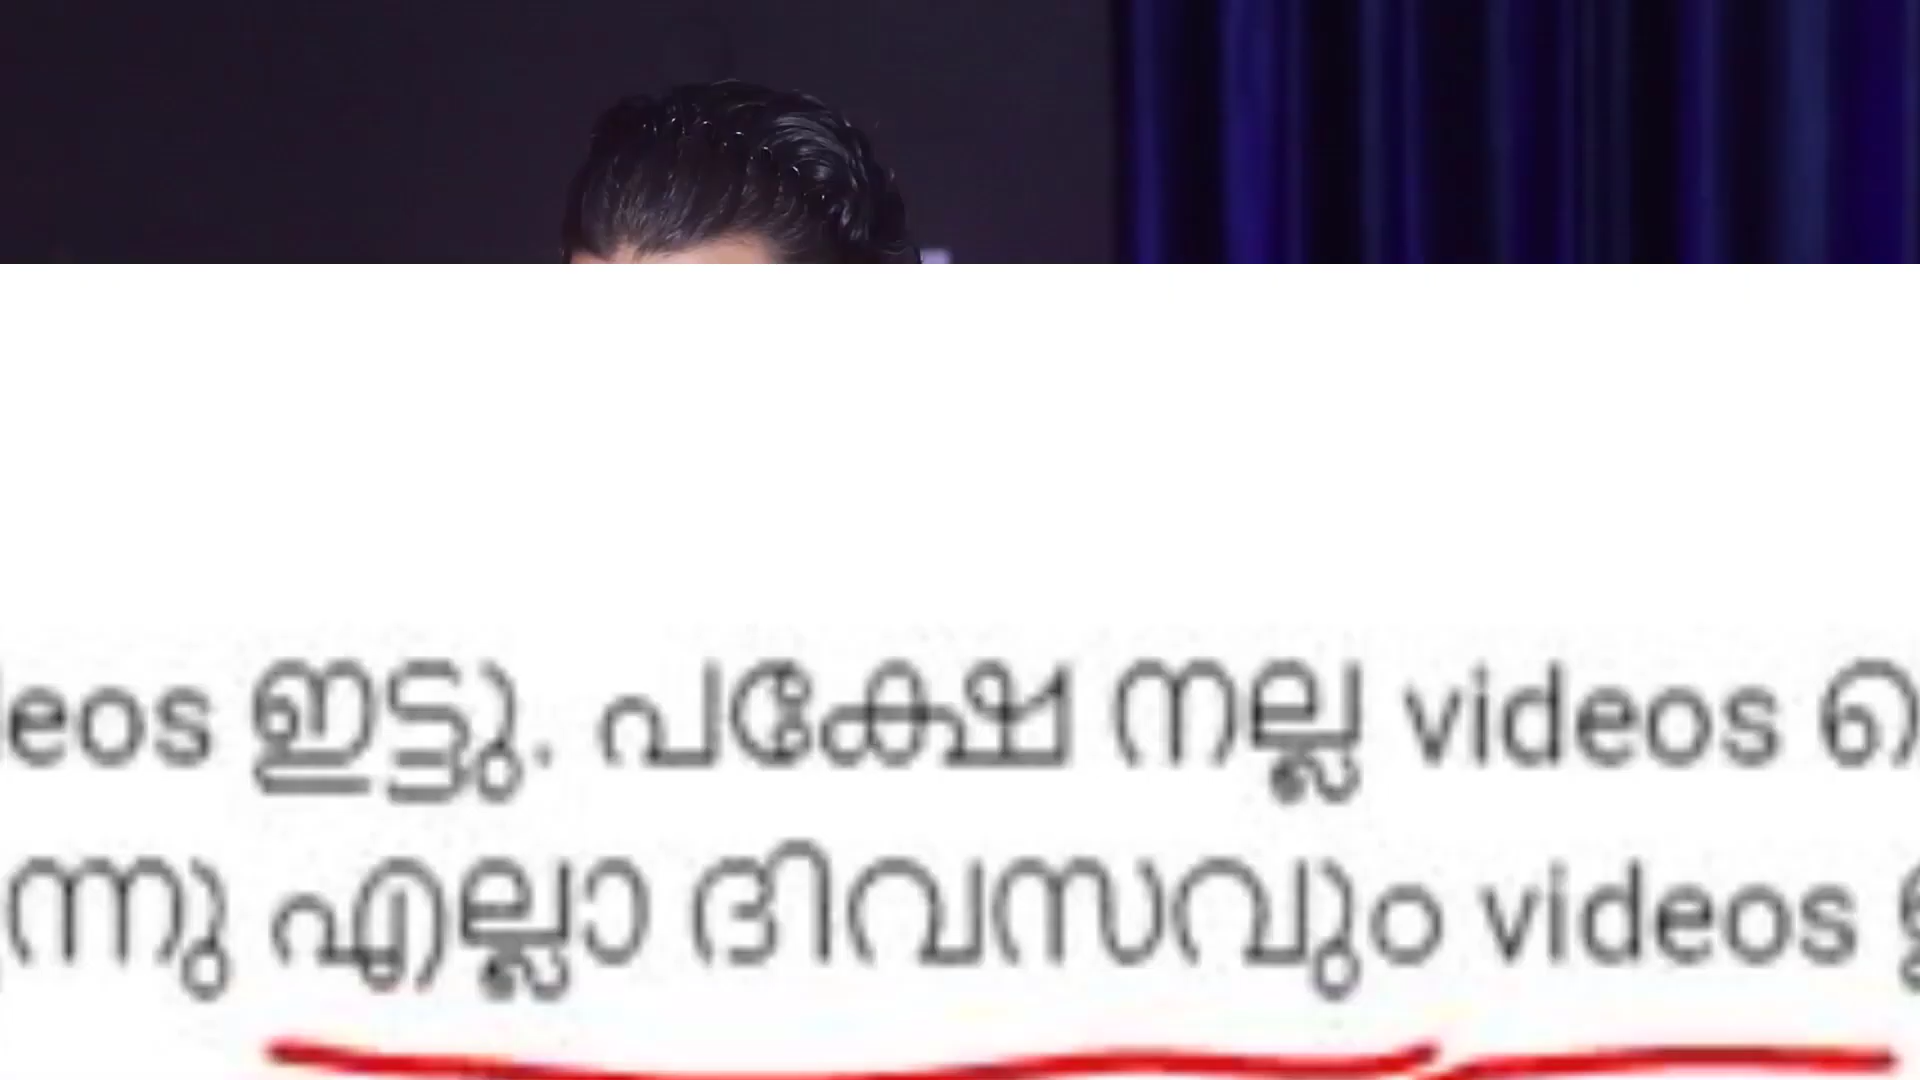 eos ഇട്ടു. പക്ഷേ നല്ല videos
ന്നു എല്ലാ ദിവസവും videos